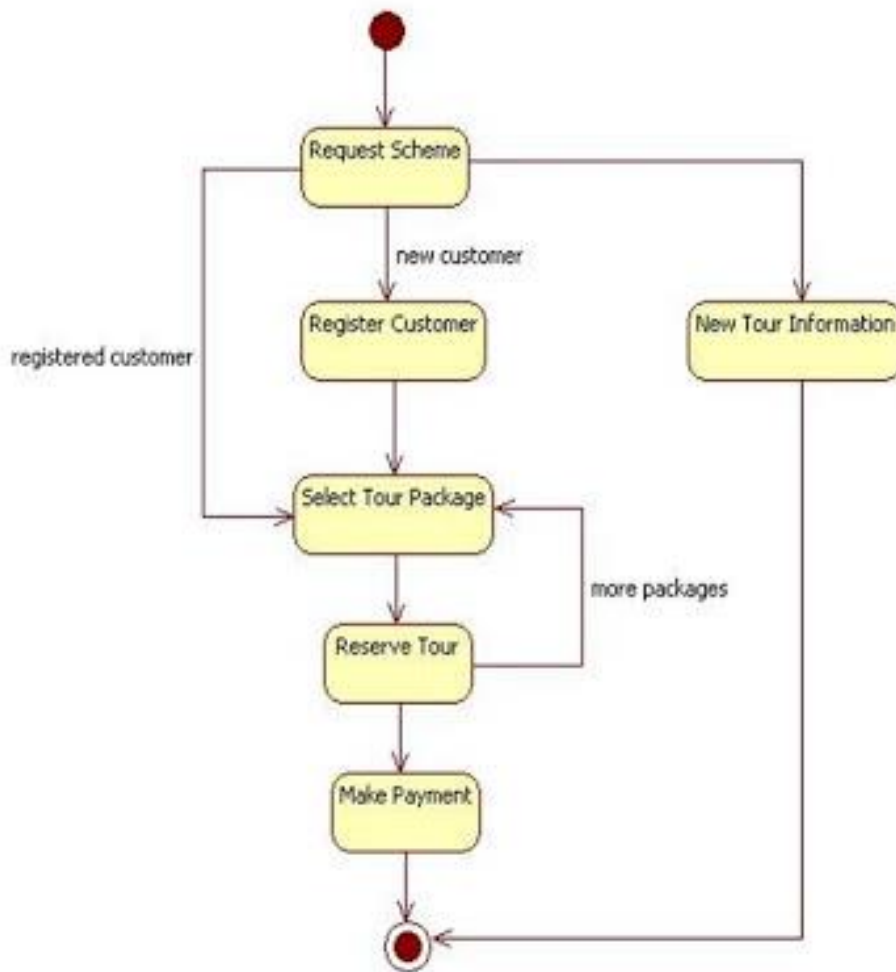 Request Scheme
new customer
Register Customer
New Tour Information
registered customer
Select Tour Package
more packages
Reserve Tour
Make Payment